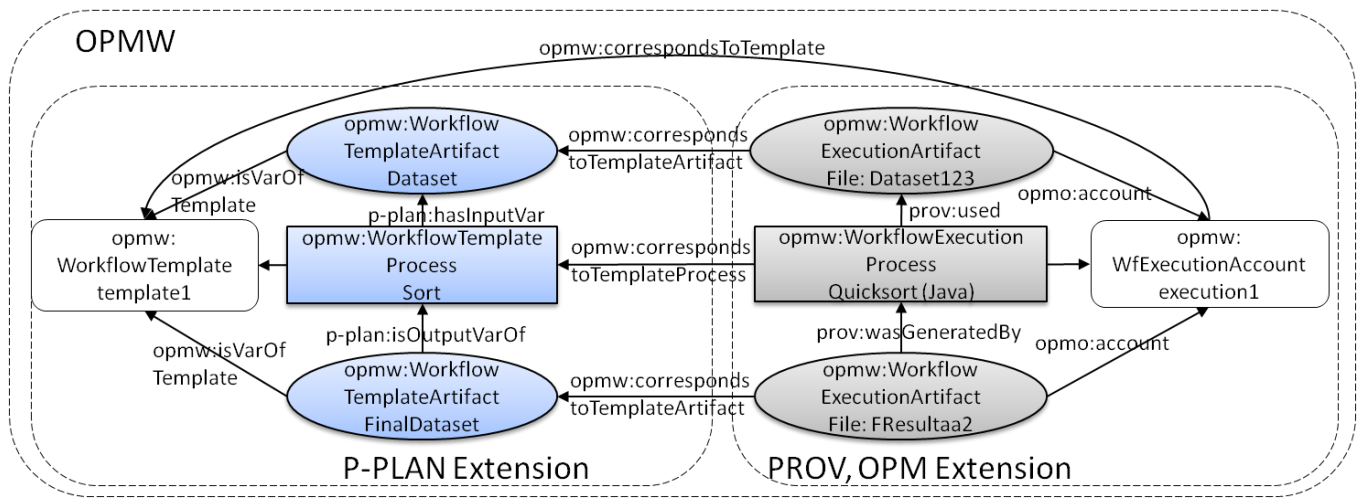 OPMW
opmw:correspondsToTemplate
opmw:Workflow
TemplateArtifact
Dataset
opmw:corresponds
toTemplateArtifact
opmw:Workflow
ExecutionArtifact
File: Dataset123
opmw:isVarOf
Template
p-plan:hasInputVar
prov:used
opmo:account
opmw:
WorkflowTemplate
template1
opmw:WorkflowTemplate
Process
Sort
opmw:corresponds
toTemplateProcess
opmw:WorkflowExecution
Process
Quicksort (Java)
opmw:
WfExecutionAccount
execution1
opmw:isVarOf
Template
p-plan:isOutputVarOf
prov:wasGeneratedBy
opmo:account
opmw:Workflow
TemplateArtifact
FinalDataset
opmw:corresponds
toTemplateArtifact
opmw:Workflow
ExecutionArtifact
File: FResultaa2
P-PLAN Extension
PROV, OPM Extension